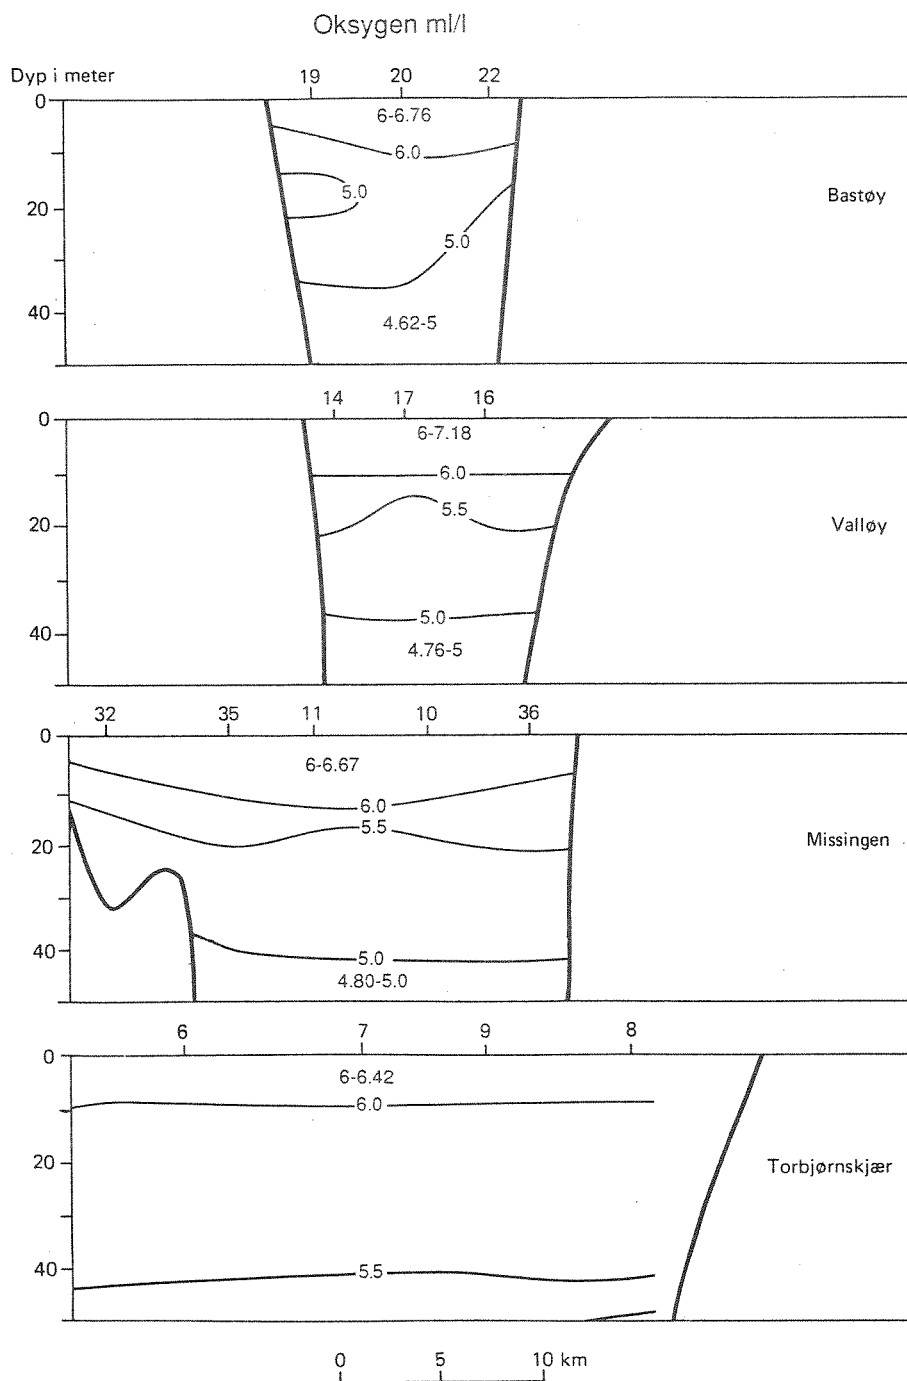 Oksygen ml/l
Dyp i meter 19 20 22
0 6-6.76
6.0
5.0 Bastøy
20
5.0
40 4.62-5
14 17 16
0 6-7.18
6.0
5.5
20 Valløy
5.0
40 4.76-5
32 35 11 10 36
0 6-6.67
6.0
5.5 Missingen
20
40 5.0
4.80-5.0
6 7 9 8
0 6-6.42
6.0
20 Torbjørnskjær
40 5.5
0 5 10 km